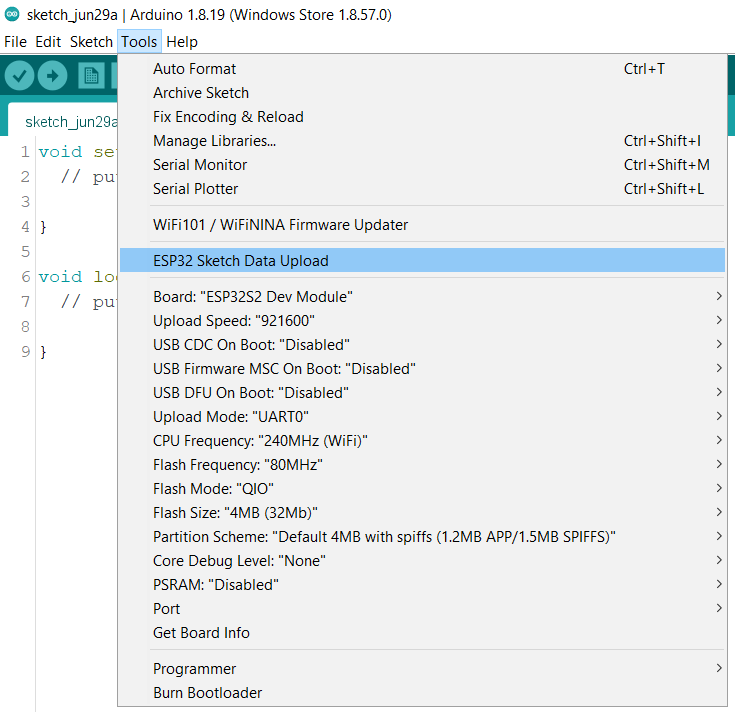 sketch_jun29a | Arduino 1.8.19 (Windows Store 1.8.57.0)
File Edit Sketch Tools Help
sketch_jun29a
1 void se
2 // pu
3
4 }
5
6 void lo
7 // pu
8
9 }
Auto Format Ctrl+T
Archive Sketch
Fix Encoding & Reload
Manage Libraries... Ctrl+Shift+I
Serial Monitor Ctrl+Shift+M
Serial Plotter Ctrl+Shift+L
WiFi101 / WiFiNINA Firmware Updater
ESP32 Sketch Data Upload
Board: "ESP32S2 Dev Module"
Upload Speed: "921600"
USB CDC On Boot: "Disabled"
USB Firmware MSC On Boot: "Disabled"
USB DFU On Boot: "Disabled"
Upload Mode: "UART0"
CPU Frequency: "240MHz (WiFi)"
Flash Frequency: "80MHz"
Flash Mode: "QIO"
Flash Size: "4MB (32Mb)"
Partition Scheme: "Default 4MB with spiffs (1.2MB APP/1.5MB SPIFFS)"
Core Debug Level: "None"
PSRAM: "Disabled"
Port
Get Board Info
Programmer
Burn Bootloader